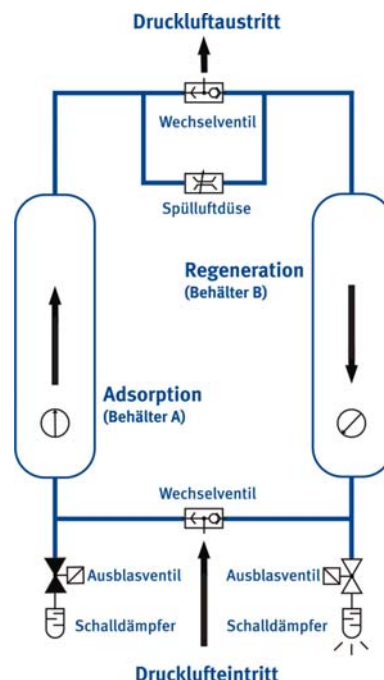 Druckluftaustritt
Wechselventil
Spülluftdüse
Regeneration
(Behälter B)
Adsorption
(Behälter A)
Wechselventil
Ausblasventil
Ausblasventil
Schalldämpfer
Schalldämpfer
Drucklufteintritt